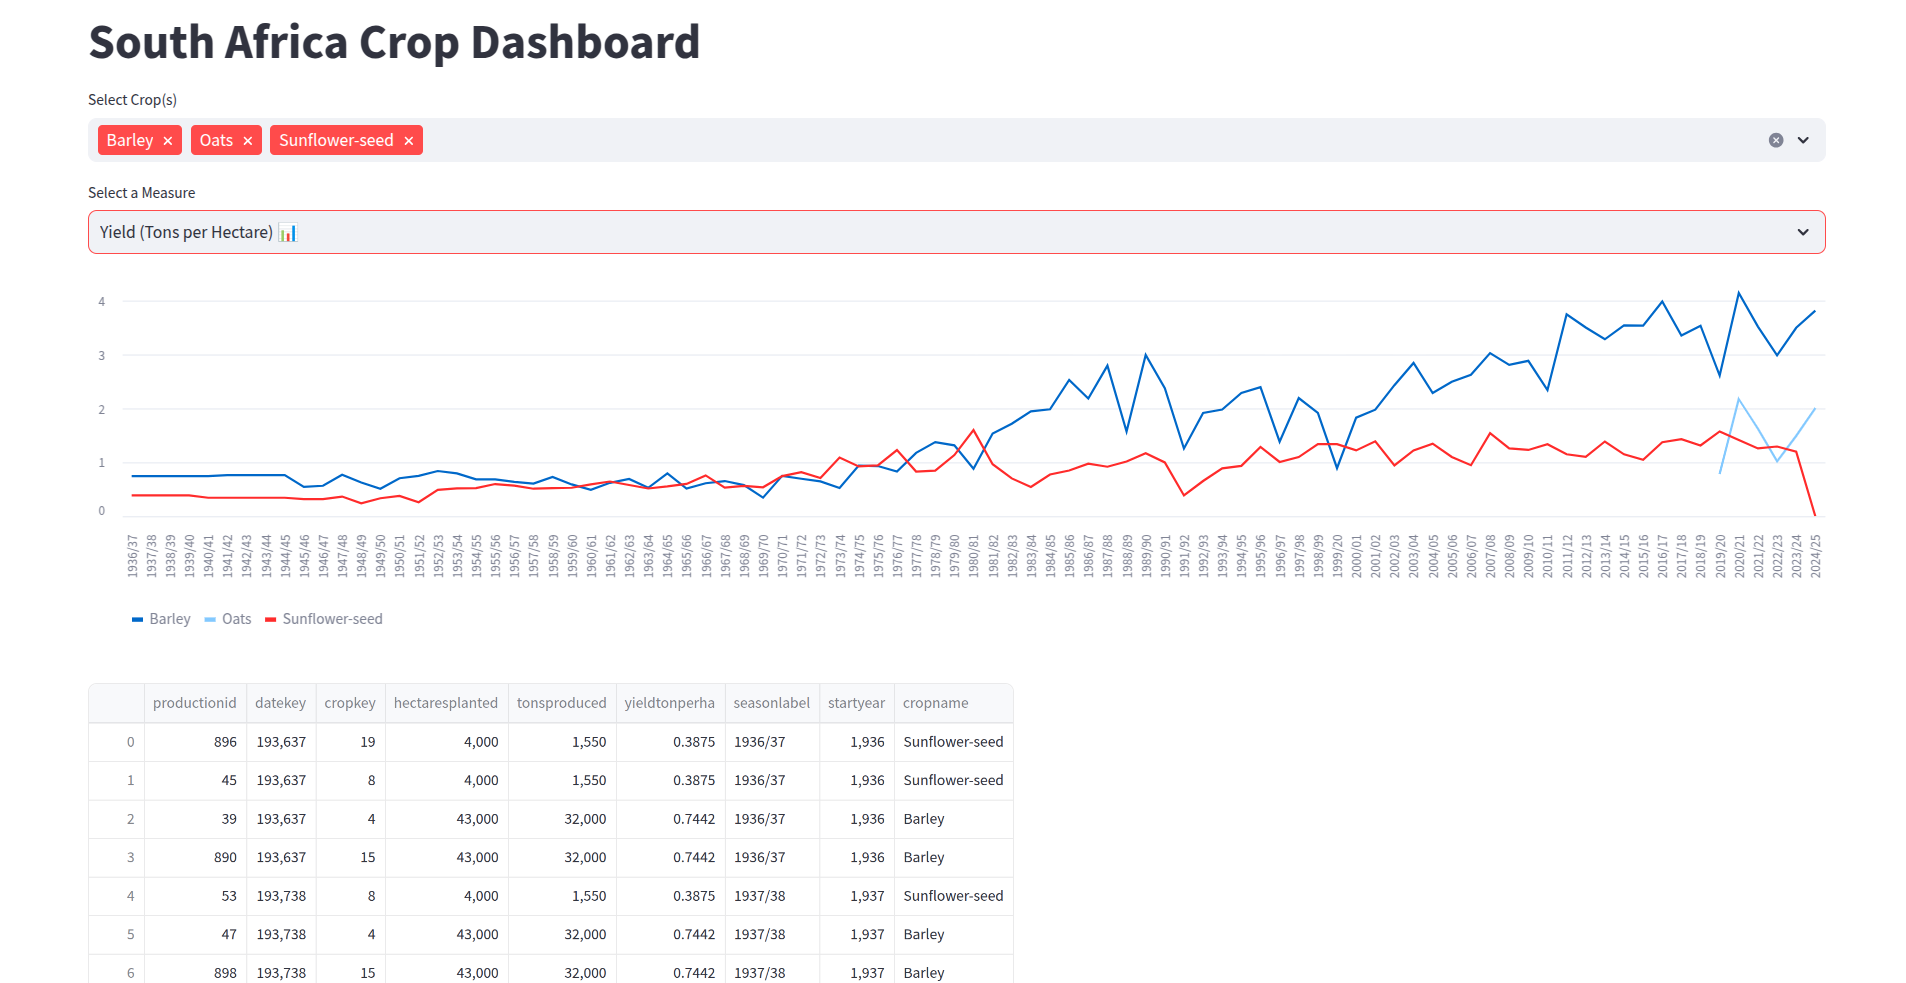 South Africa Crop Dashboard
Select Crop(s)
Barley × Oats × Sunflower-seed ×
Select a Measure
Yield (Tons per Hectare) 📊
4
3
2
1
0
1936/37 1937/38 1938/39 1939/40 1940/41 1941/42 1942/43 1943/44 1944/45 1945/46 1946/47 1947/48 1948/49 1949/50 1950/51 1951/52 1952/53 1953/54 1954/55 1955/56 1956/57 1957/58 1958/59 1959/60 1960/61 1961/62 1962/63 1963/64 1964/65 1965/66 1966/67 1967/68 1968/69 1969/70 1970/71 1971/72 1972/73 1973/74 1974/75 1975/76 1976/77 1977/78 1978/79 1979/80 1980/81 1981/82 1982/83 1983/84 1984/85 1985/86 1986/87 1987/88 1988/89 1989/90 1990/91 1991/92 1992/93 1993/94 1994/95 1995/96 1996/97 1997/98 1998/99 1999/20 2000/01 2001/02 2002/03 2003/04 2004/05 2005/06 2006/07 2007/08 2008/09 2009/10 2010/11 2011/12 2012/13 2013/14 2014/15 2015/16 2016/17 2017/18 2018/19 2019/20 2020/21 2021/22 2022/23 2023/24 2024/25
Barley Oats Sunflower-seed
productionid datekey cropkey hectaresplanted tonsproduced yieldtonperha seasonlabel startyear cropname
0 896 193,637 19 4,000 1,550 0.3875 1936/37 1,936 Sunflower-seed
1 45 193,637 8 4,000 1,550 0.3875 1936/37 1,936 Sunflower-seed
2 39 193,637 4 43,000 32,000 0.7442 1936/37 1,936 Barley
3 890 193,637 15 43,000 32,000 0.7442 1936/37 1,936 Barley
4 53 193,738 8 4,000 1,550 0.3875 1937/38 1,937 Sunflower-seed
5 47 193,738 4 43,000 32,000 0.7442 1937/38 1,937 Barley
6 898 193,738 15 43,000 32,000 0.7442 1937/38 1,937 Barley